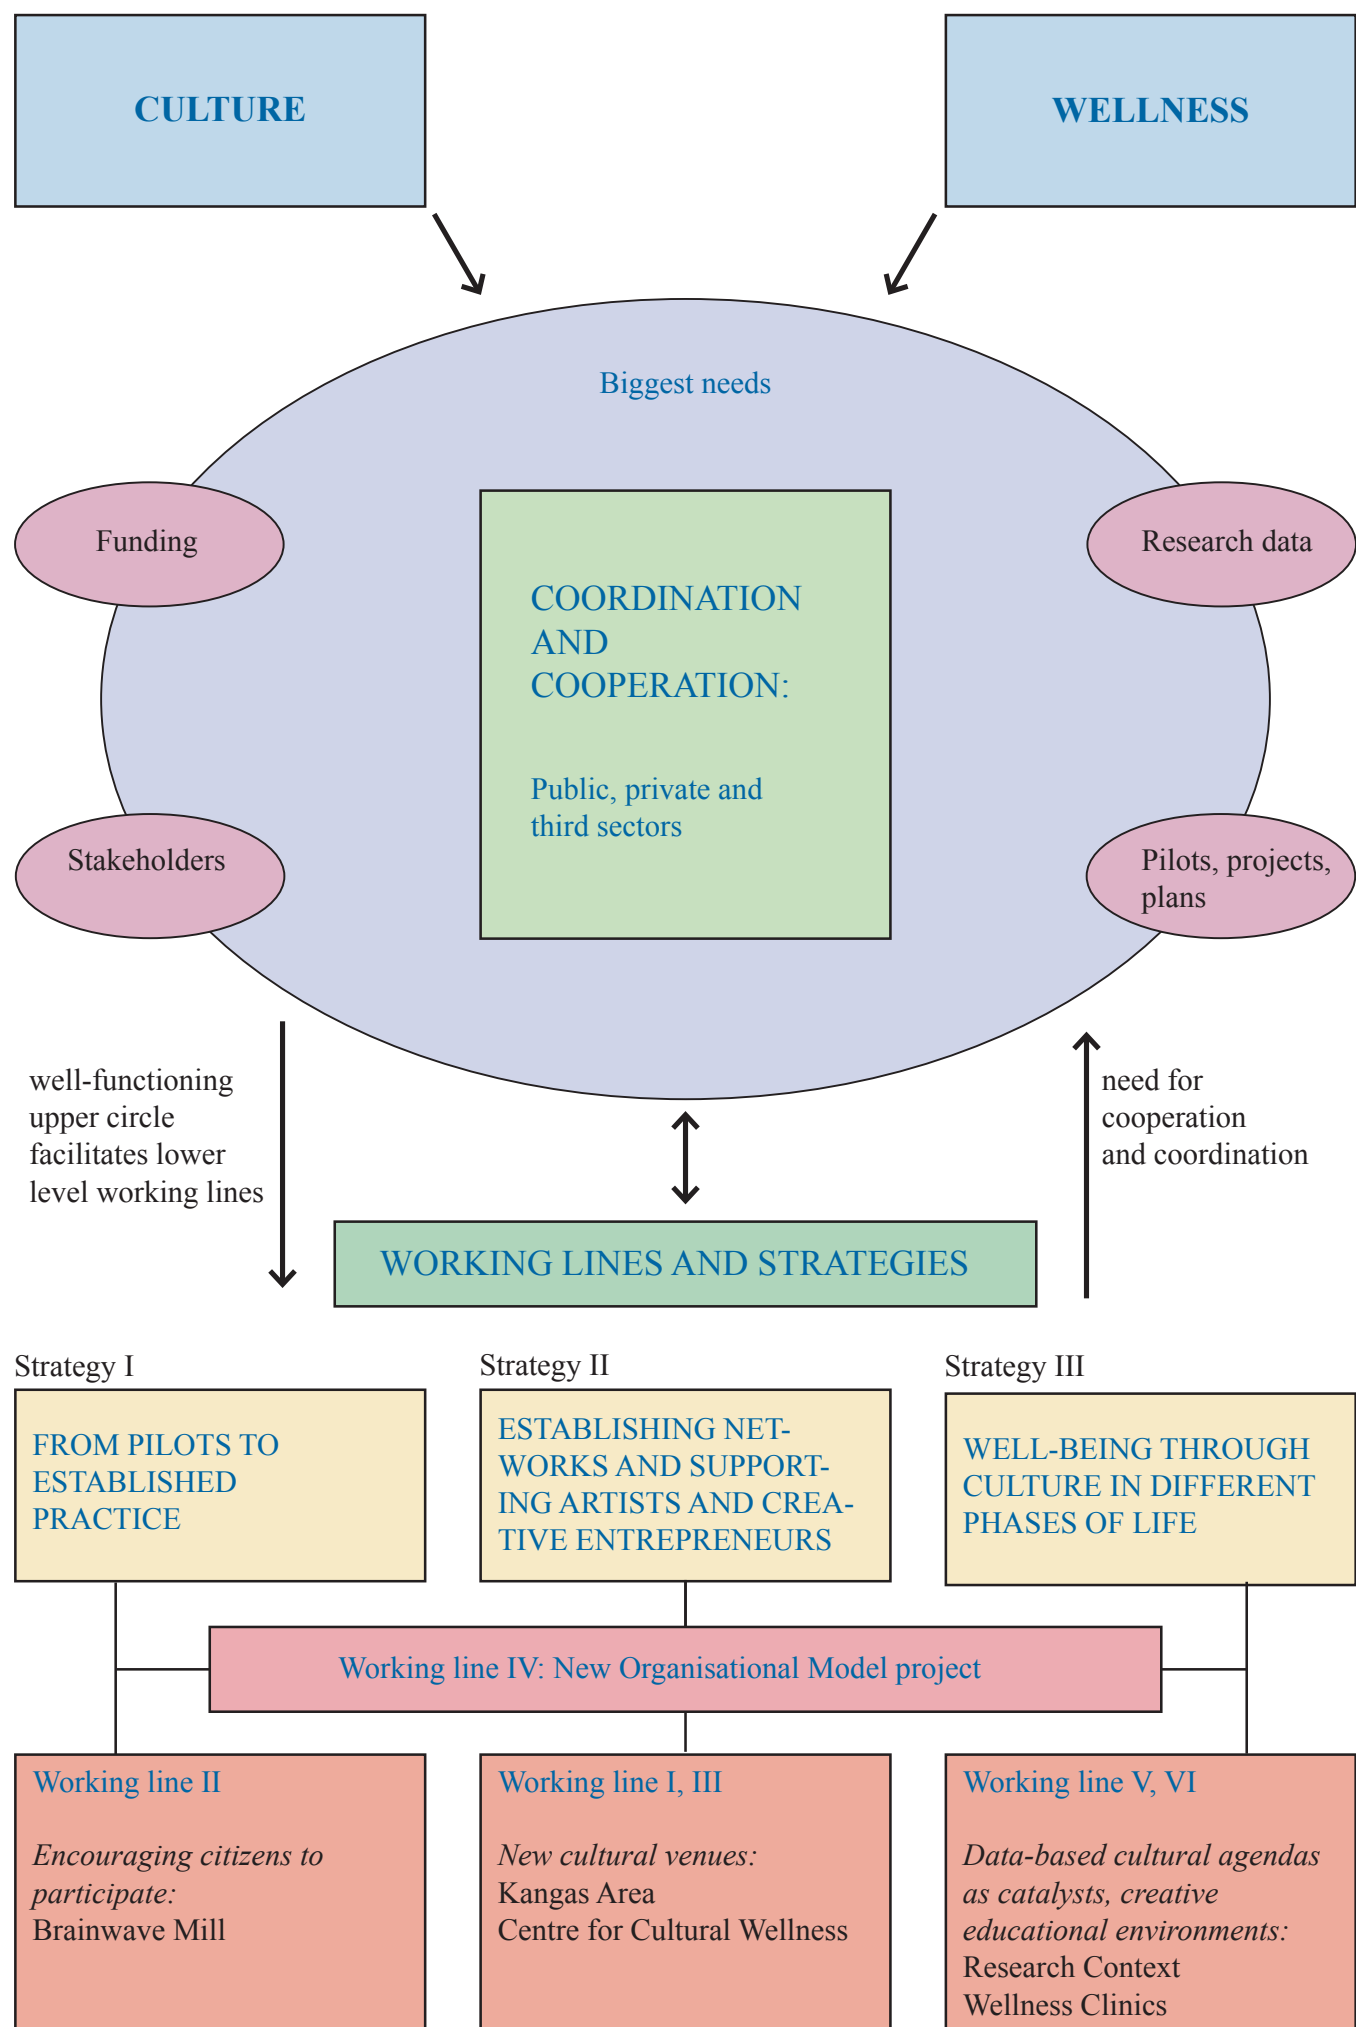 CULTURE
WELLNESS
Biggest needs
Funding
Research data
COORDINATION
AND
COOPERATION:
Public, private and
third sectors
Stakeholders
Pilots, projects,
plans
well-functioning
upper circle
facilitates lower
level working lines
need for
cooperation
and coordination
WORKING LINES AND STRATEGIES
Strategy I
FROM PILOTS TO
ESTABLISHED
PRACTICE
Strategy II
ESTABLISHING NET-
WORKS AND SUPPORT-
ING ARTISTS AND CREA-
TIVE ENTREPRENEURS
Strategy III
WELL-BEING THROUGH
CULTURE IN DIFFERENT
PHASES OF LIFE
Working line IV: New Organisational Model project
Working line II
Encouraging citizens to
participate:
Brainwave Mill
Working line I, III
New cultural venues:
Kangas Area
Centre for Cultural Wellness
Working line V, VI
Data-based cultural agendas
as catalysts, creative
educational environments:
Research Context
Wellness Clinics